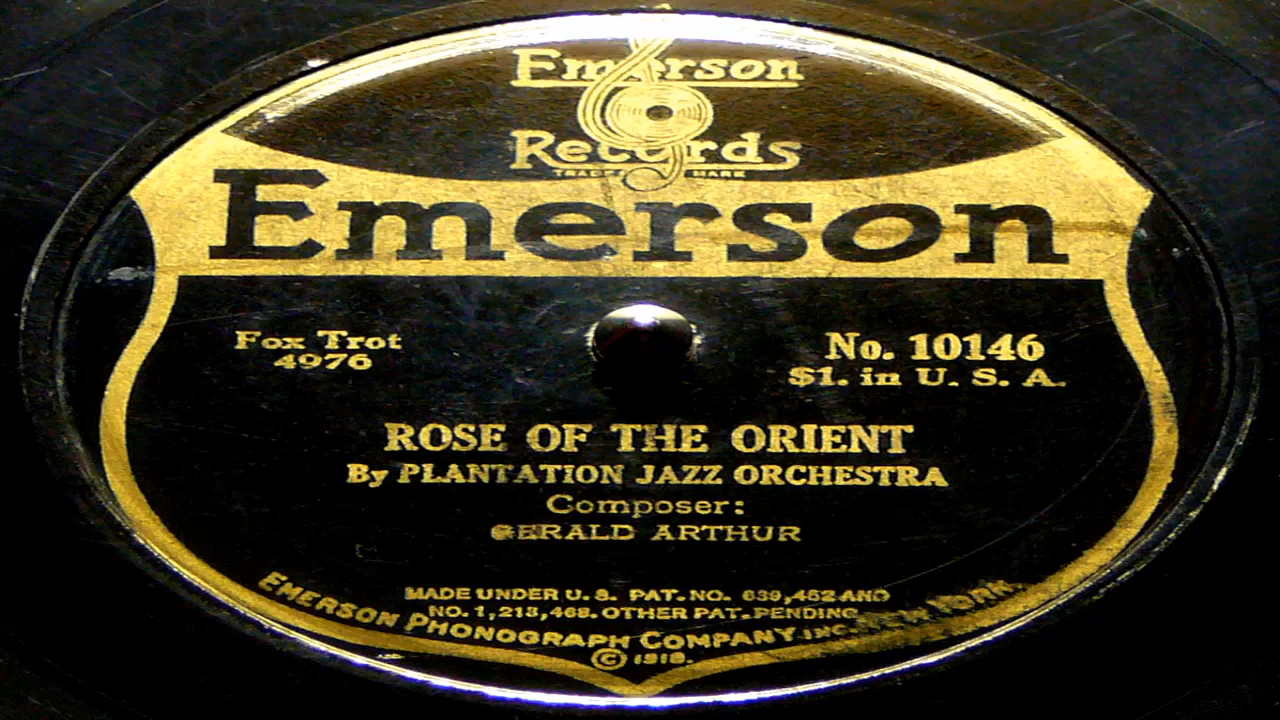 Emerson
Records
TRADE MARK
Emerson
Fox Trot
4976
No. 10146
$1. in U. S. A.
ROSE OF THE ORIENT
By PLANTATION JAZZ ORCHESTRA
Composer:
GERALD ARTHUR
MADE UNDER U. S. PAT. NO. 639,452 AND
NO. 1,213,468. OTHER PAT. PENDING
EMERSON PHONOGRAPH COMPANY INC. NEW YORK.
© 1918.